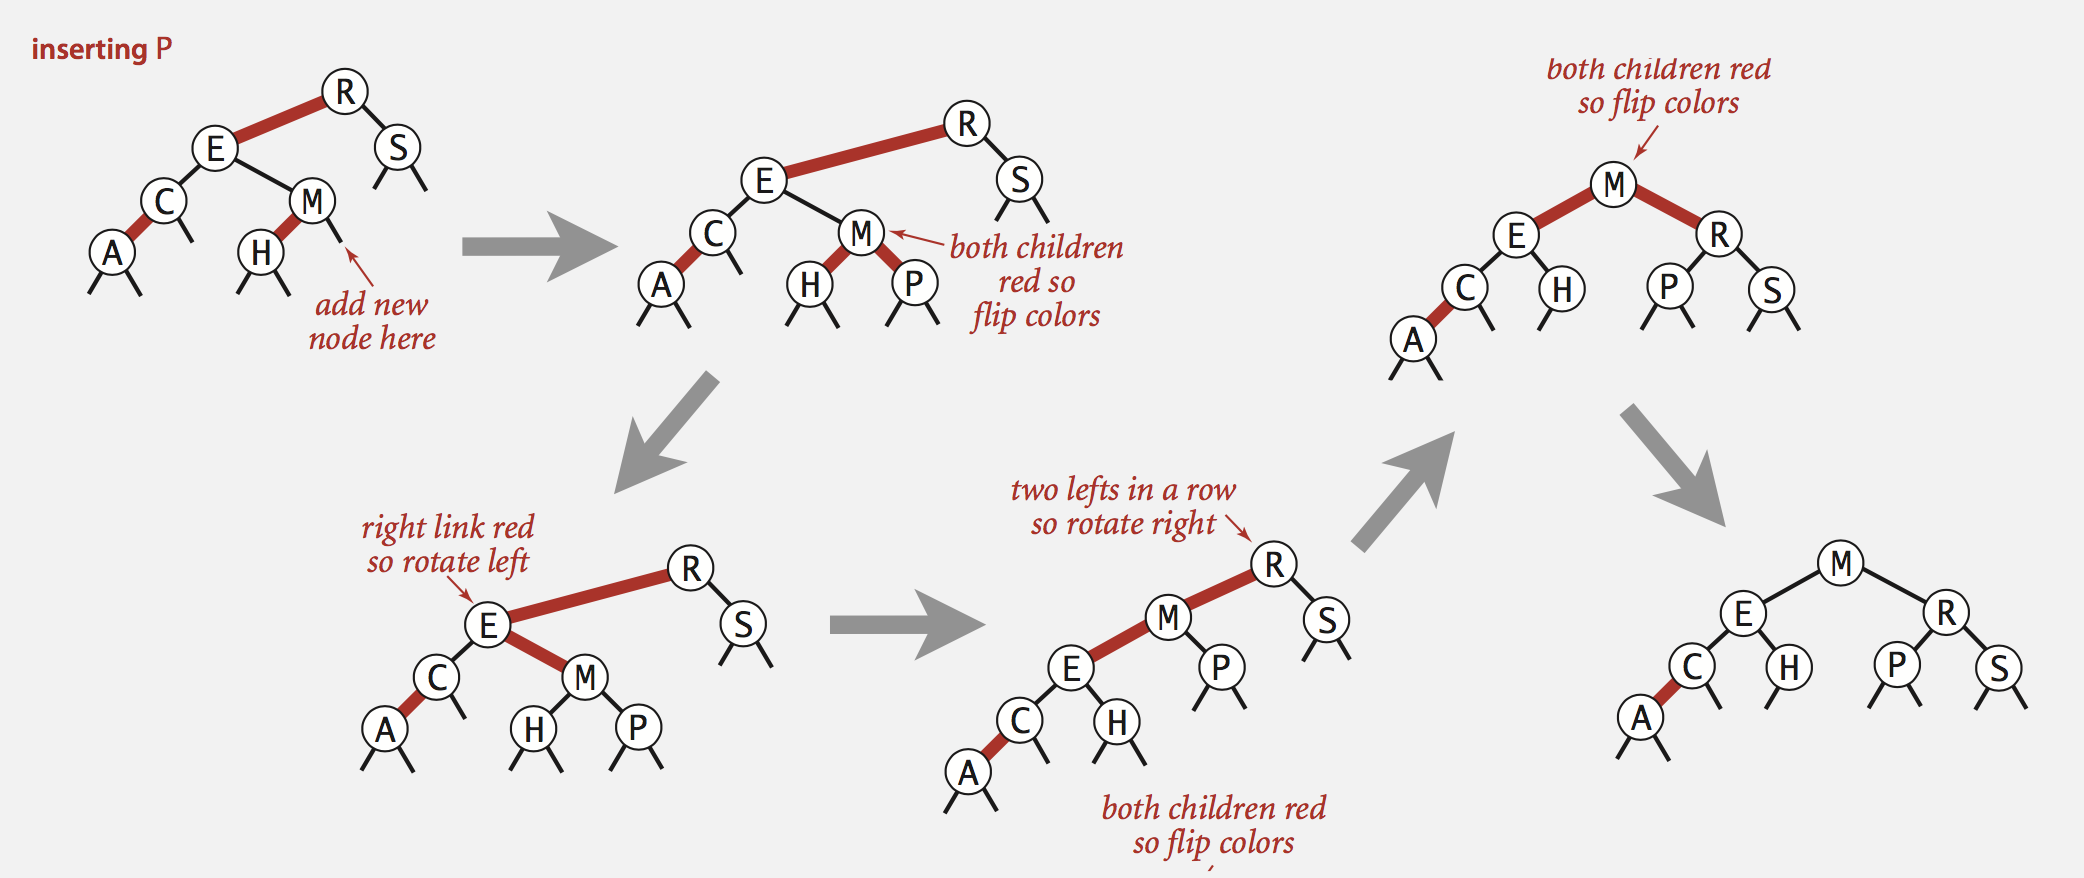 inserting P
R
E
S
C
M
A
H
add new
node here
R
E
S
C
M
A
H
P
both children
red so
flip colors
right link red
so rotate left
R
E
S
C
M
A
H
P
two lefts in a row
so rotate right
R
M
S
E
P
C
H
A
both children red
so flip colors
both children red
so flip colors
M
E
R
C
H
P
S
A
M
E
R
C
H
P
S
A